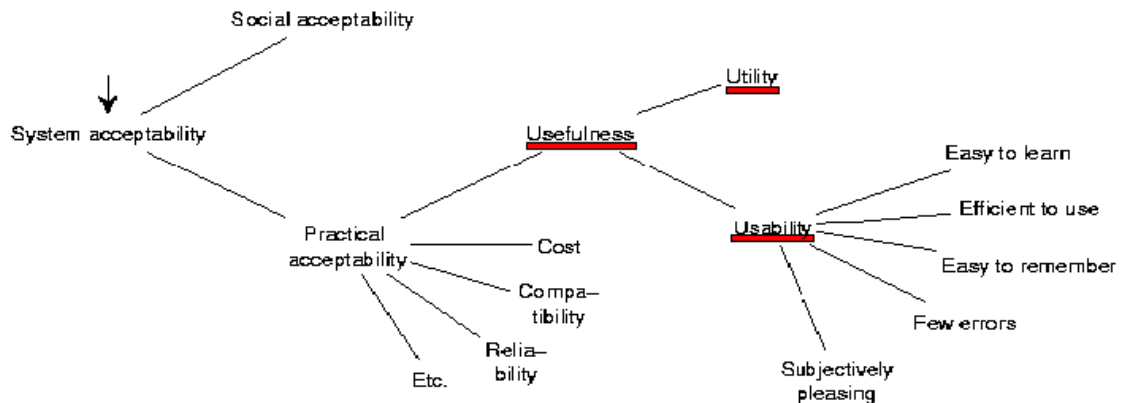 Social acceptability
Utility
System acceptability
Usefulness
Easy to learn
Efficient to use
Usability
Practical
acceptability
Cost
Easy to remember
Compa–
tibility
Few errors
Relia–
bility
Etc.
Subjectively
pleasing